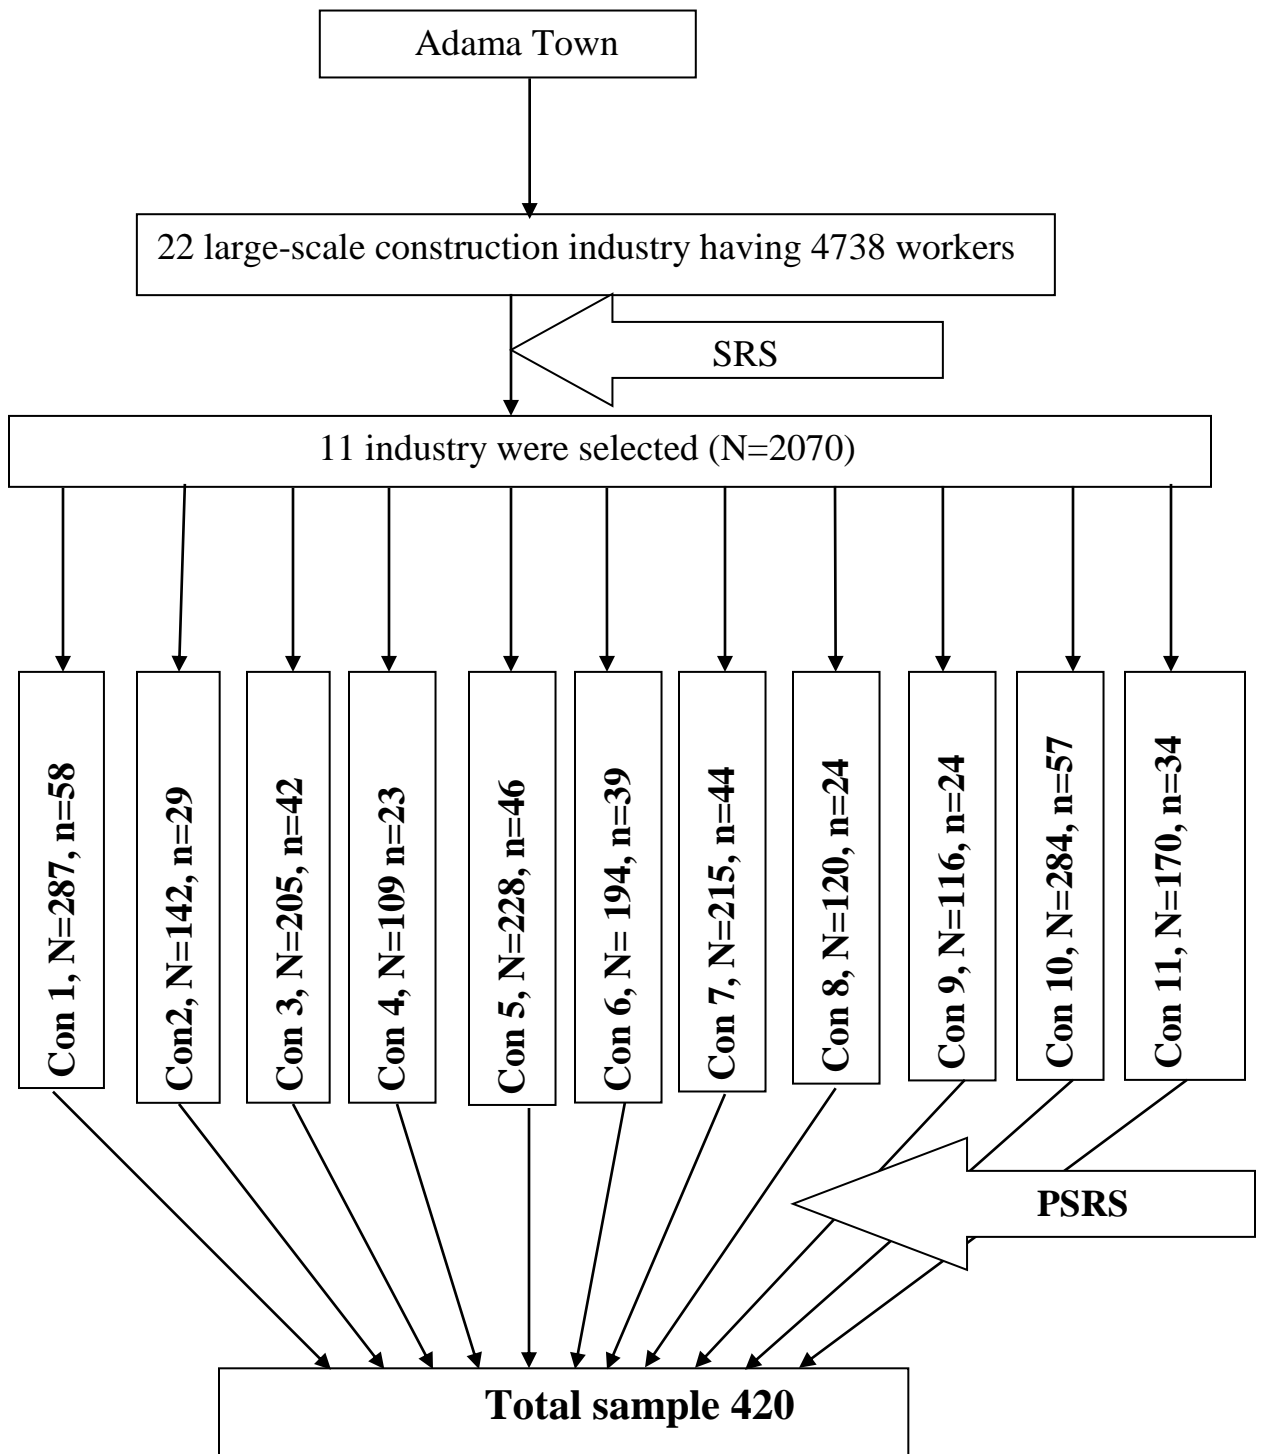 Adama Town
22 large-scale construction industry having 4738 workers
SRS
11 industry were selected (N=2070)
Con 1, N=287, n=58
Con2, N=142, n=29
Con 3, N=205, n=42
Con 4, N=109 n=23
Con 5, N=228, n=46
Con 6, N= 194, n=39
Con 7, N=215, n=44
Con 8, N=120, n=24
Con 9, N=116, n=24
Con 10, N=284, n=57
Con 11, N=170, n=34
PSRS
Total sample 420